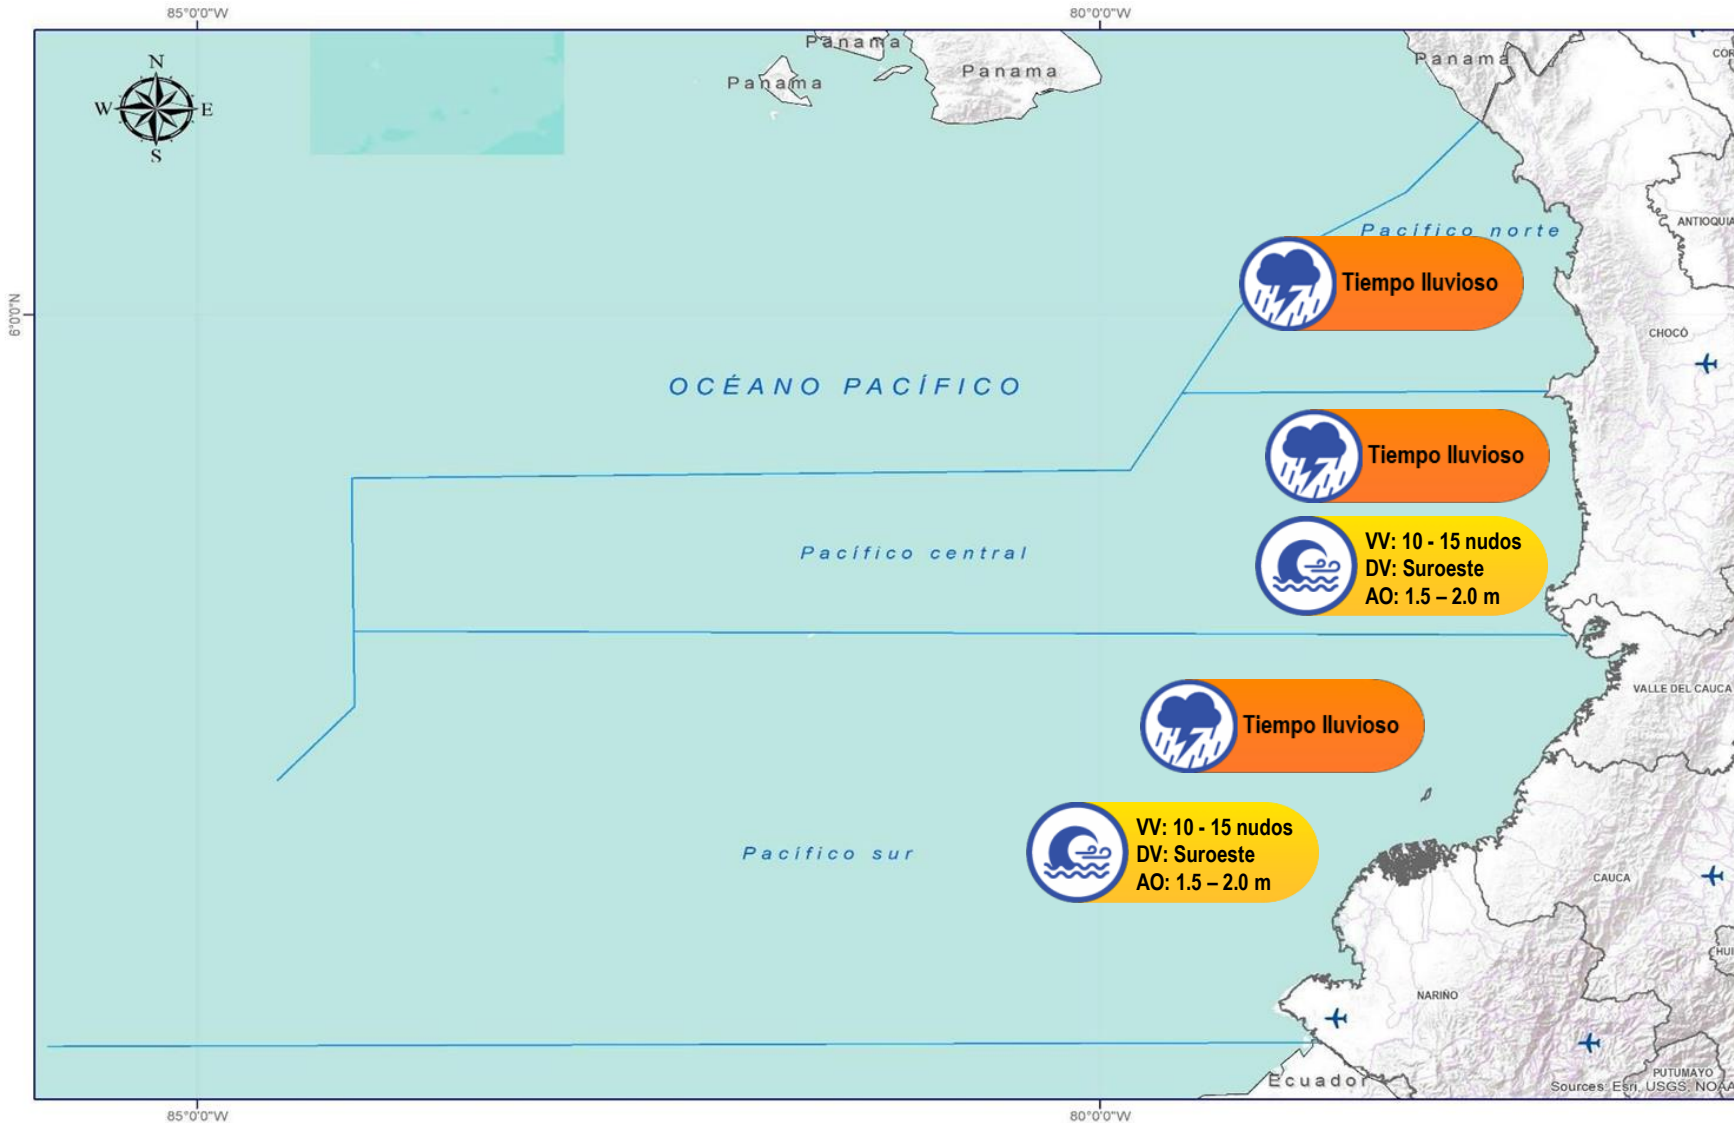 85°0'0"W
80°0'0"W
Panama
Panama
Panama
Panama
N
W
E
S
ANTIOQUIA
Pacífico norte
Tiempo lluvioso
6°0'0"N
CHOCÓ
OCÉANO PACÍFICO
Tiempo lluvioso
Pacífico central
VV: 10 - 15 nudos
DV: Suroeste
AO: 1.5 – 2.0 m
VALLE DEL CAUCA
Tiempo lluvioso
Pacífico sur
VV: 10 - 15 nudos
DV: Suroeste
AO: 1.5 – 2.0 m
CAUCA
HUI
NARIÑO
PUTUMAYO
Ecuador
Sources: Esri, USGS, NOAA
85°0'0"W
80°0'0"W